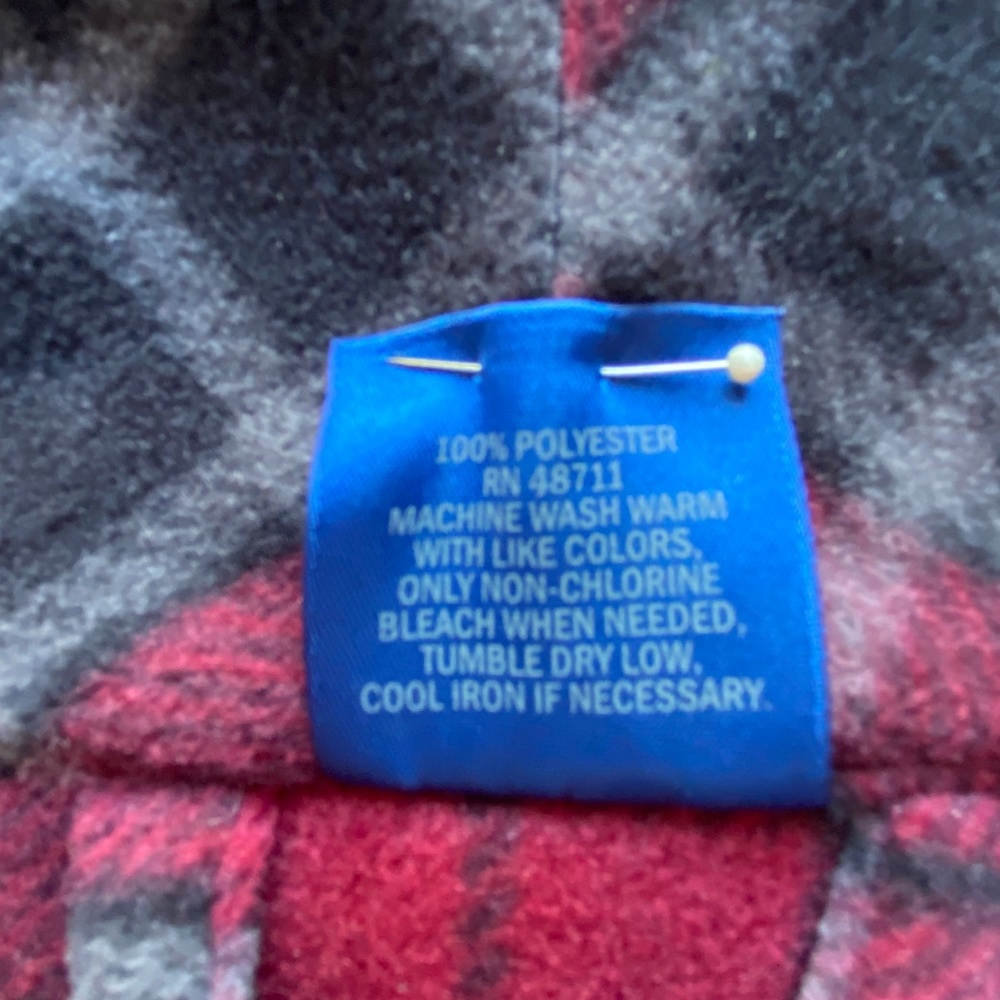 100% POLYESTER
RN 48711
MACHINE WASH WARM
WITH LIKE COLORS,
ONLY NON-CHLORINE
BLEACH WHEN NEEDED,
TUMBLE DRY LOW.
COOL IRON IF NECESSARY.